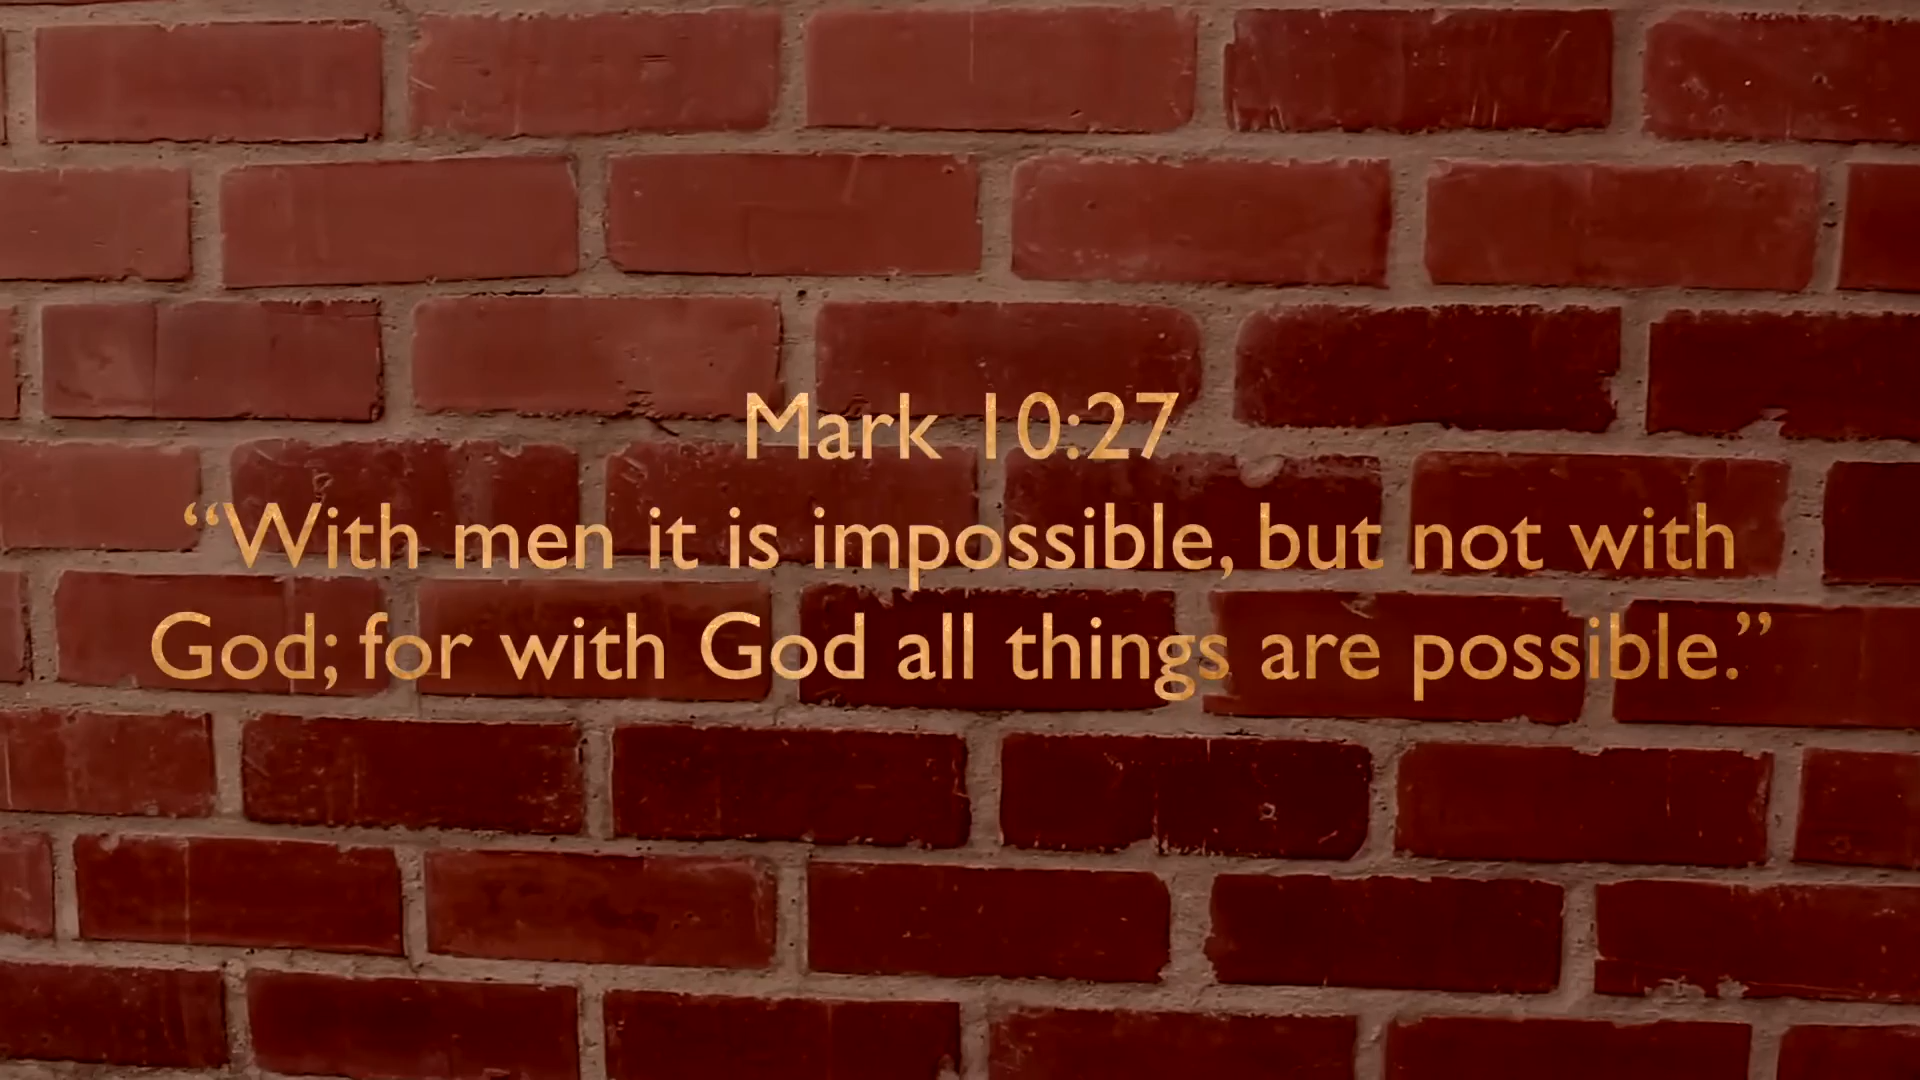 Mark 10:27
“With men it is impossible, but not with
God; for with God all things are possible.”